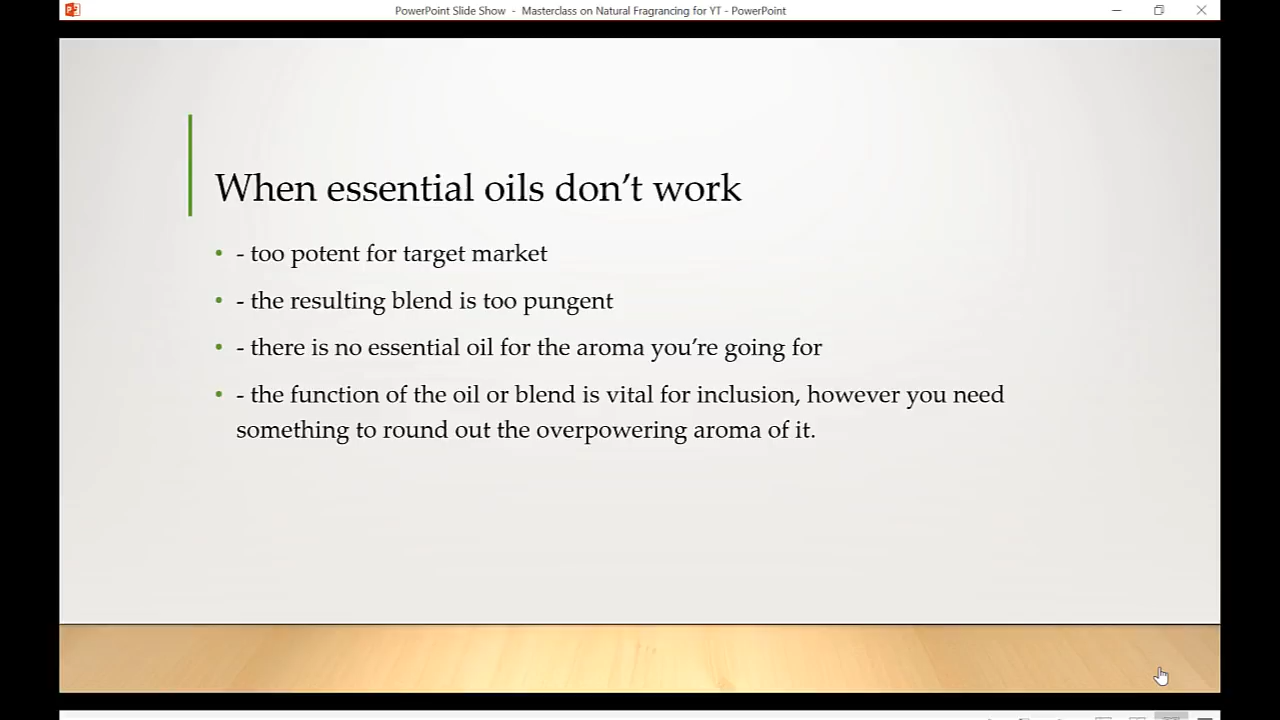 PowerPoint Slide Show - Masterclass on Natural Fragrancing for YT - PowerPoint
When essential oils don’t work
• - too potent for target market
• - the resulting blend is too pungent
• - there is no essential oil for the aroma you’re going for
• - the function of the oil or blend is vital for inclusion, however you need
something to round out the overpowering aroma of it.